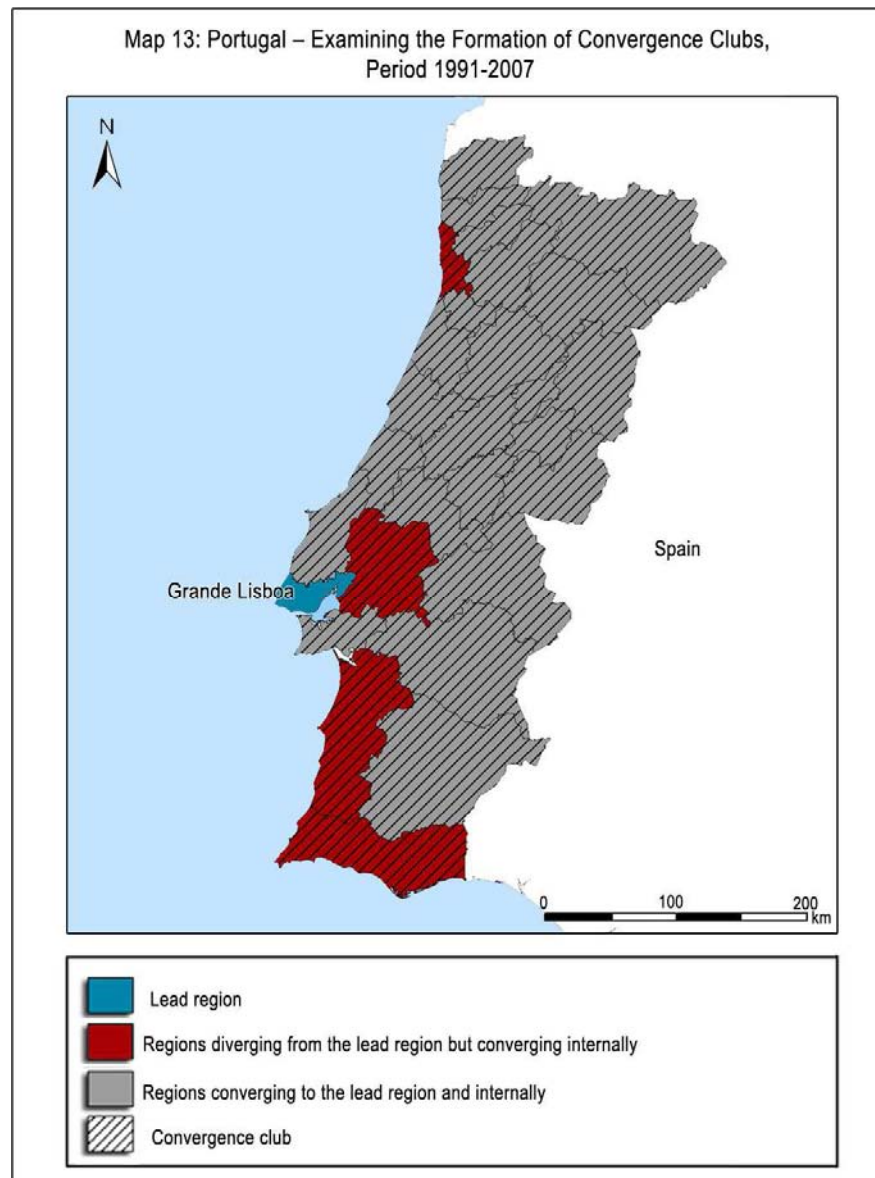 Map 13: Portugal – Examining the Formation of Convergence Clubs,
Period 1991-2007
N
Spain
Grande Lisboa
0 100 200
km
Lead region
Regions diverging from the lead region but converging internally
Regions converging to the lead region and internally
Convergence club